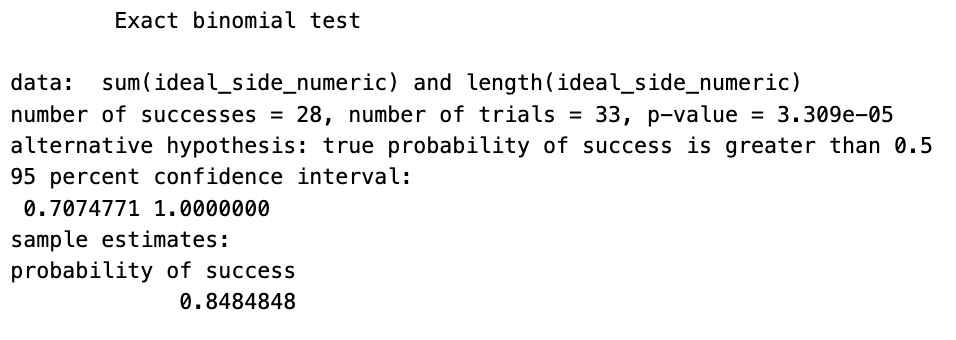 Exact binomial test
data:  sum(ideal_side_numeric) and length(ideal_side_numeric)
number of successes = 28, number of trials = 33, p-value = 3.309e-05
alternative hypothesis: true probability of success is greater than 0.5
95 percent confidence interval:
0.7074771 1.0000000
sample estimates:
probability of success
0.8484848